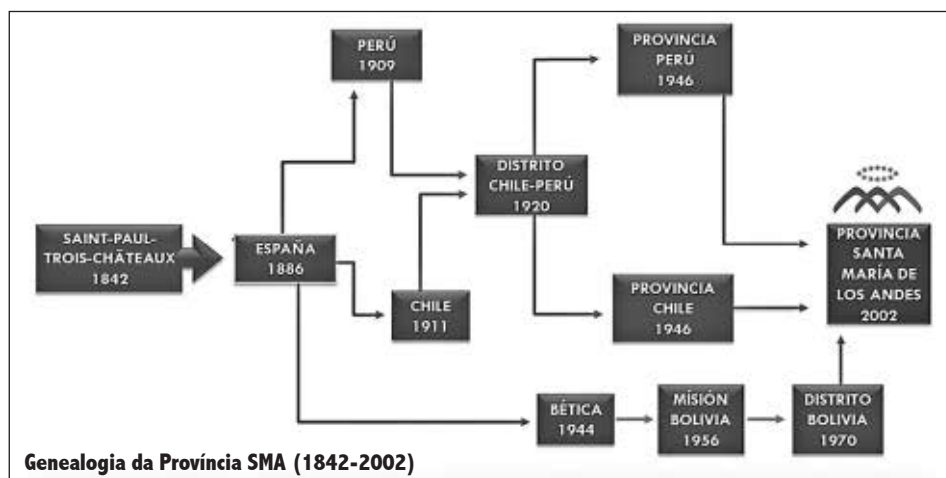 PERÚ
1909
PROVINCIA
PERÚ
1946
DISTRITO
CHILE-PERÚ
1920
SAINT-PAUL-
TROIS-CHÂTEAUX
1842
ESPAÑA
1886
CHILE
1911
PROVINCIA
CHILE
1946
PROVINCIA
SANTA
MARÍA DE
LOS ANDES
2002
BÉTICA
1944
MÍSIÓN
BOLIVIA
1956
DISTRITO
BOLIVIA
1970
Genealogia da Província SMA (1842-2002)